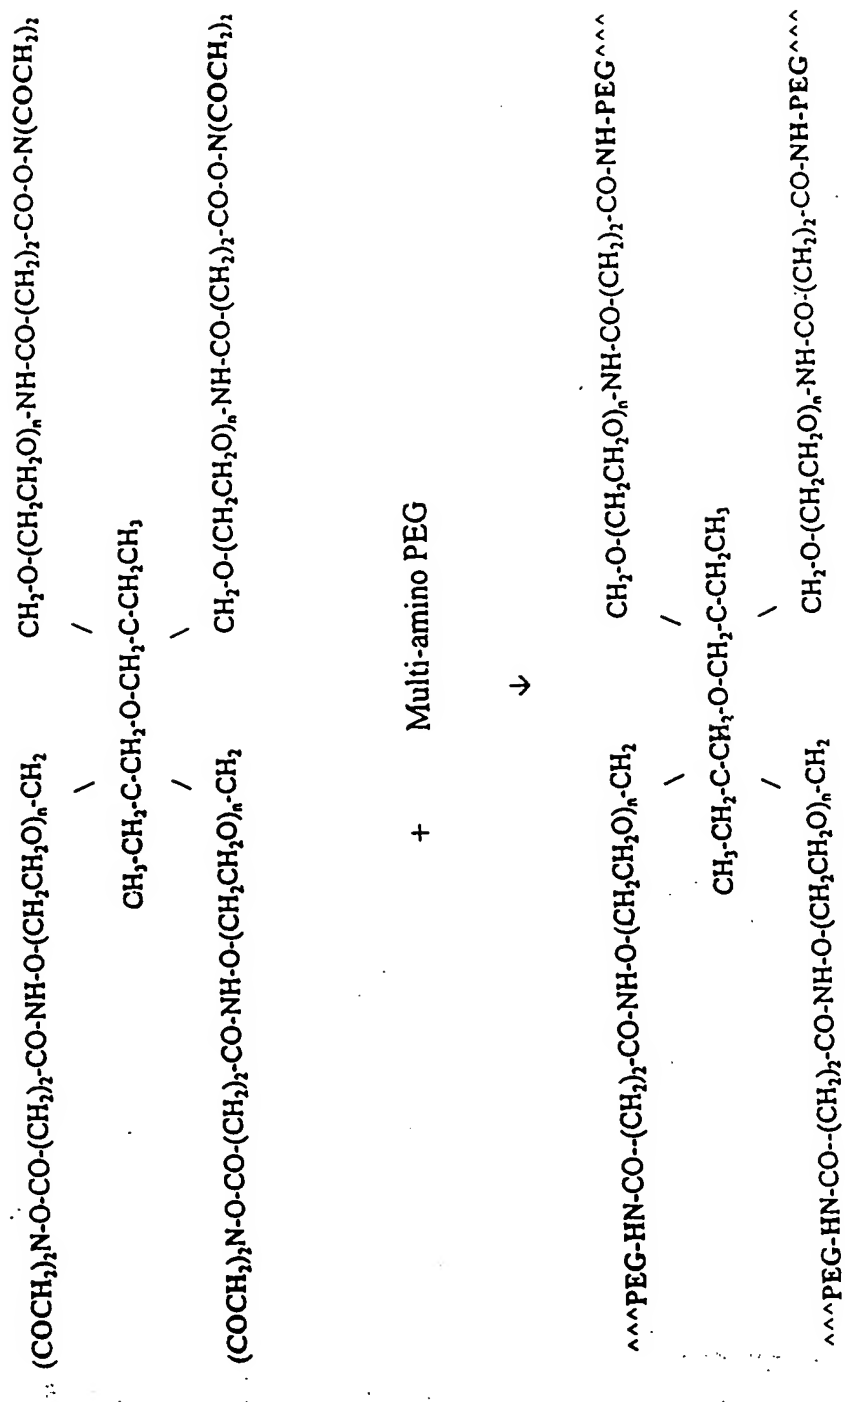 (COCH₂)₂N-O-CO-(CH₂)₂-CO-NH-O-(CH₂CH₂O)ₙ-CH₂ CH₂-O-(CH₂CH₂O)ₙ-NH-CO-(CH₂)₂-CO-O-N(COCH₂)₂
\ /
CH₃-CH₂-C-CH₂-O-CH₂-C-CH₂CH₃
/ \
(COCH₂)₂N-O-CO-(CH₂)₂-CO-NH-O-(CH₂CH₂O)ₙ-CH₂ CH₂-O-(CH₂CH₂O)ₙ-NH-CO-(CH₂)₂-CO-O-N(COCH₂)₂
+ Multi-amino PEG
↓
^^^PEG-HN-CO--(CH₂)₂-CO-NH-O-(CH₂CH₂O)ₙ-CH₂ CH₂-O-(CH₂CH₂O)ₙ-NH-CO-(CH₂)₂-CO-NH-PEG^^^
\ /
CH₃-CH₂-C-CH₂-O-CH₂-C-CH₂CH₃
/ \
^^^PEG-HN-CO--(CH₂)₂-CO-NH-O-(CH₂CH₂O)ₙ-CH₂ CH₂-O-(CH₂CH₂O)ₙ-NH-CO-(CH₂)₂-CO-NH-PEG^^^